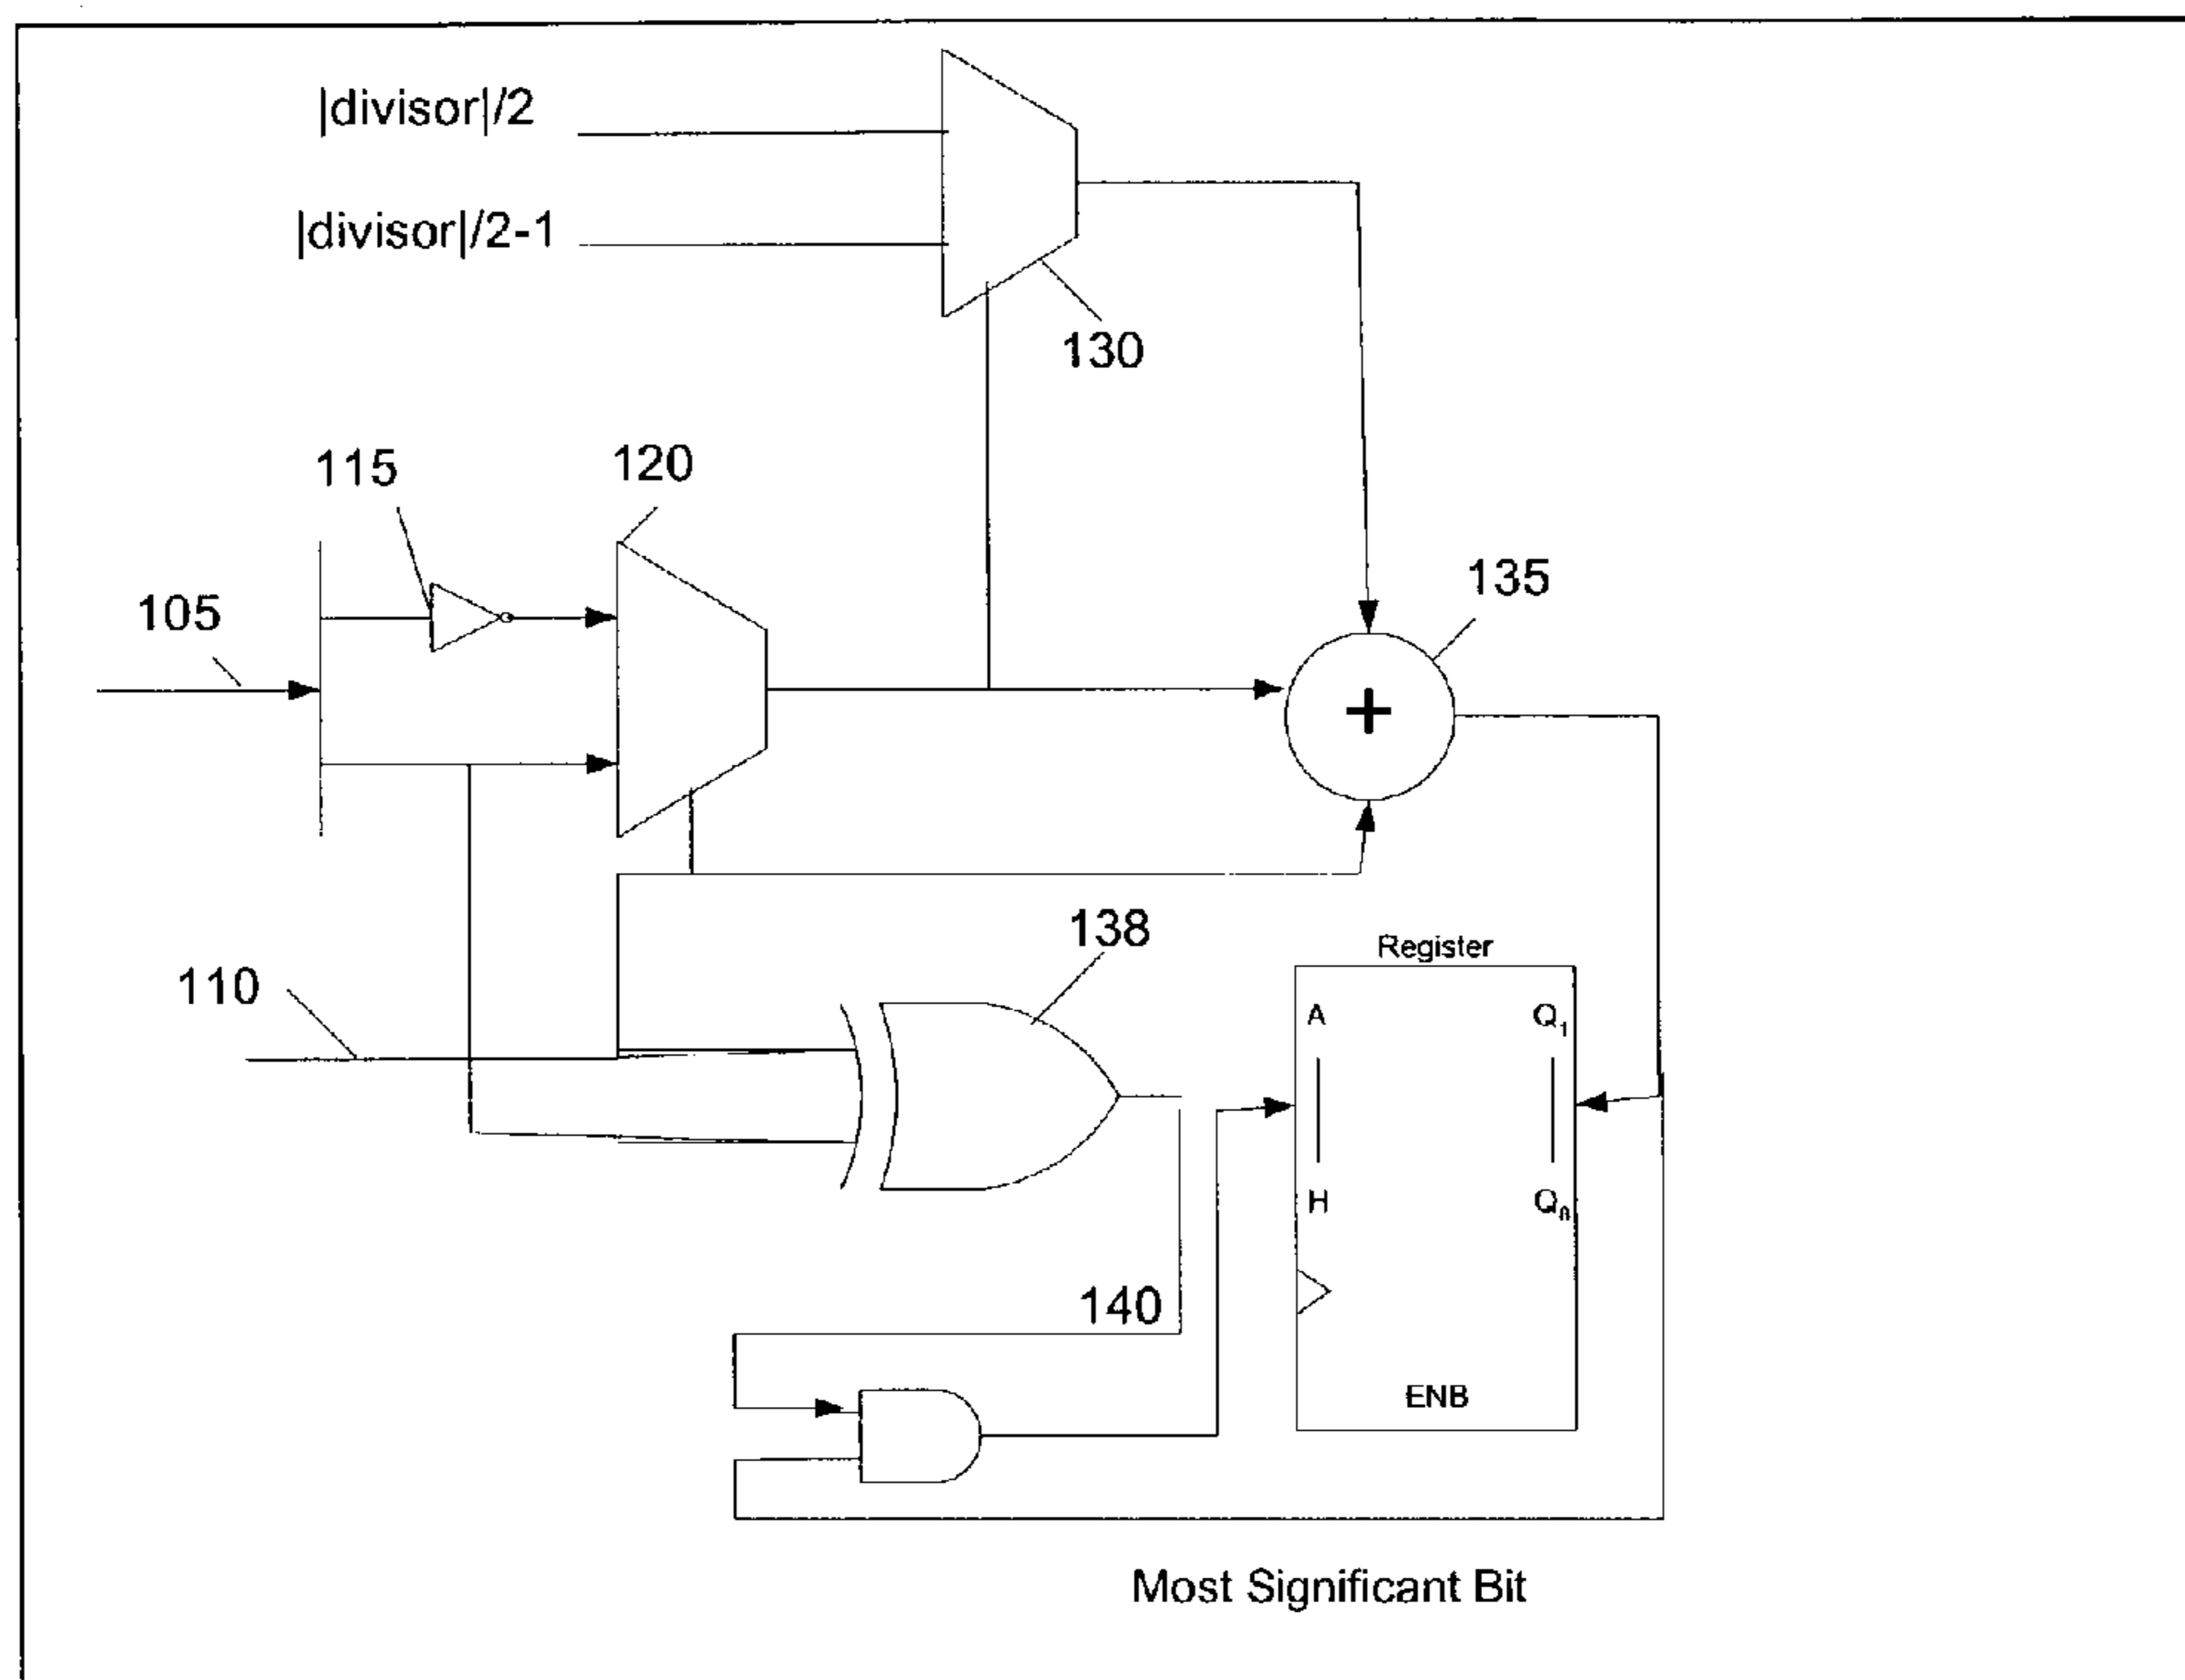 |divisor|/2
|divisor|/2-1
130
115
120
105
135
138
110
Register
A
Q1
H
Qn
140
ENB
Most Significant Bit